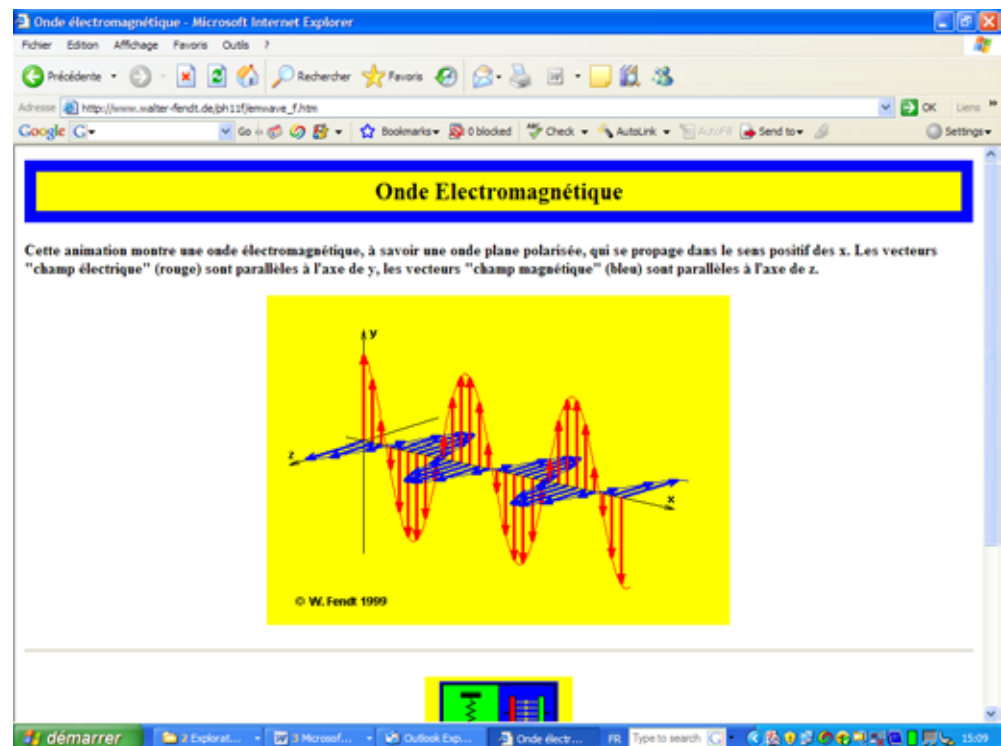 Onde électromagnétique - Microsoft Internet Explorer
Fichier Edition Affichage Favoris Outils ?
Précédente Rechercher Favoris
Adresse http://www.walter-fendt.de/ph11f/emwave_f.htm OK Liens »
Google G Go Bookmarks 0 blocked Check AutoLink AutoFill Send to Settings
Onde Electromagnétique
Cette animation montre une onde électromagnétique, à savoir une onde plane polarisée, qui se propage dans le sens positif des x. Les vecteurs
"champ électrique" (rouge) sont parallèles à l'axe de y, les vecteurs "champ magnétique" (bleu) sont parallèles à l'axe de z.
y
z
x
© W. Fendt 1999
démarrer 2 Explorat... 3 Microsof... Outlook Exp... Onde électr... FR Type to search 15:09